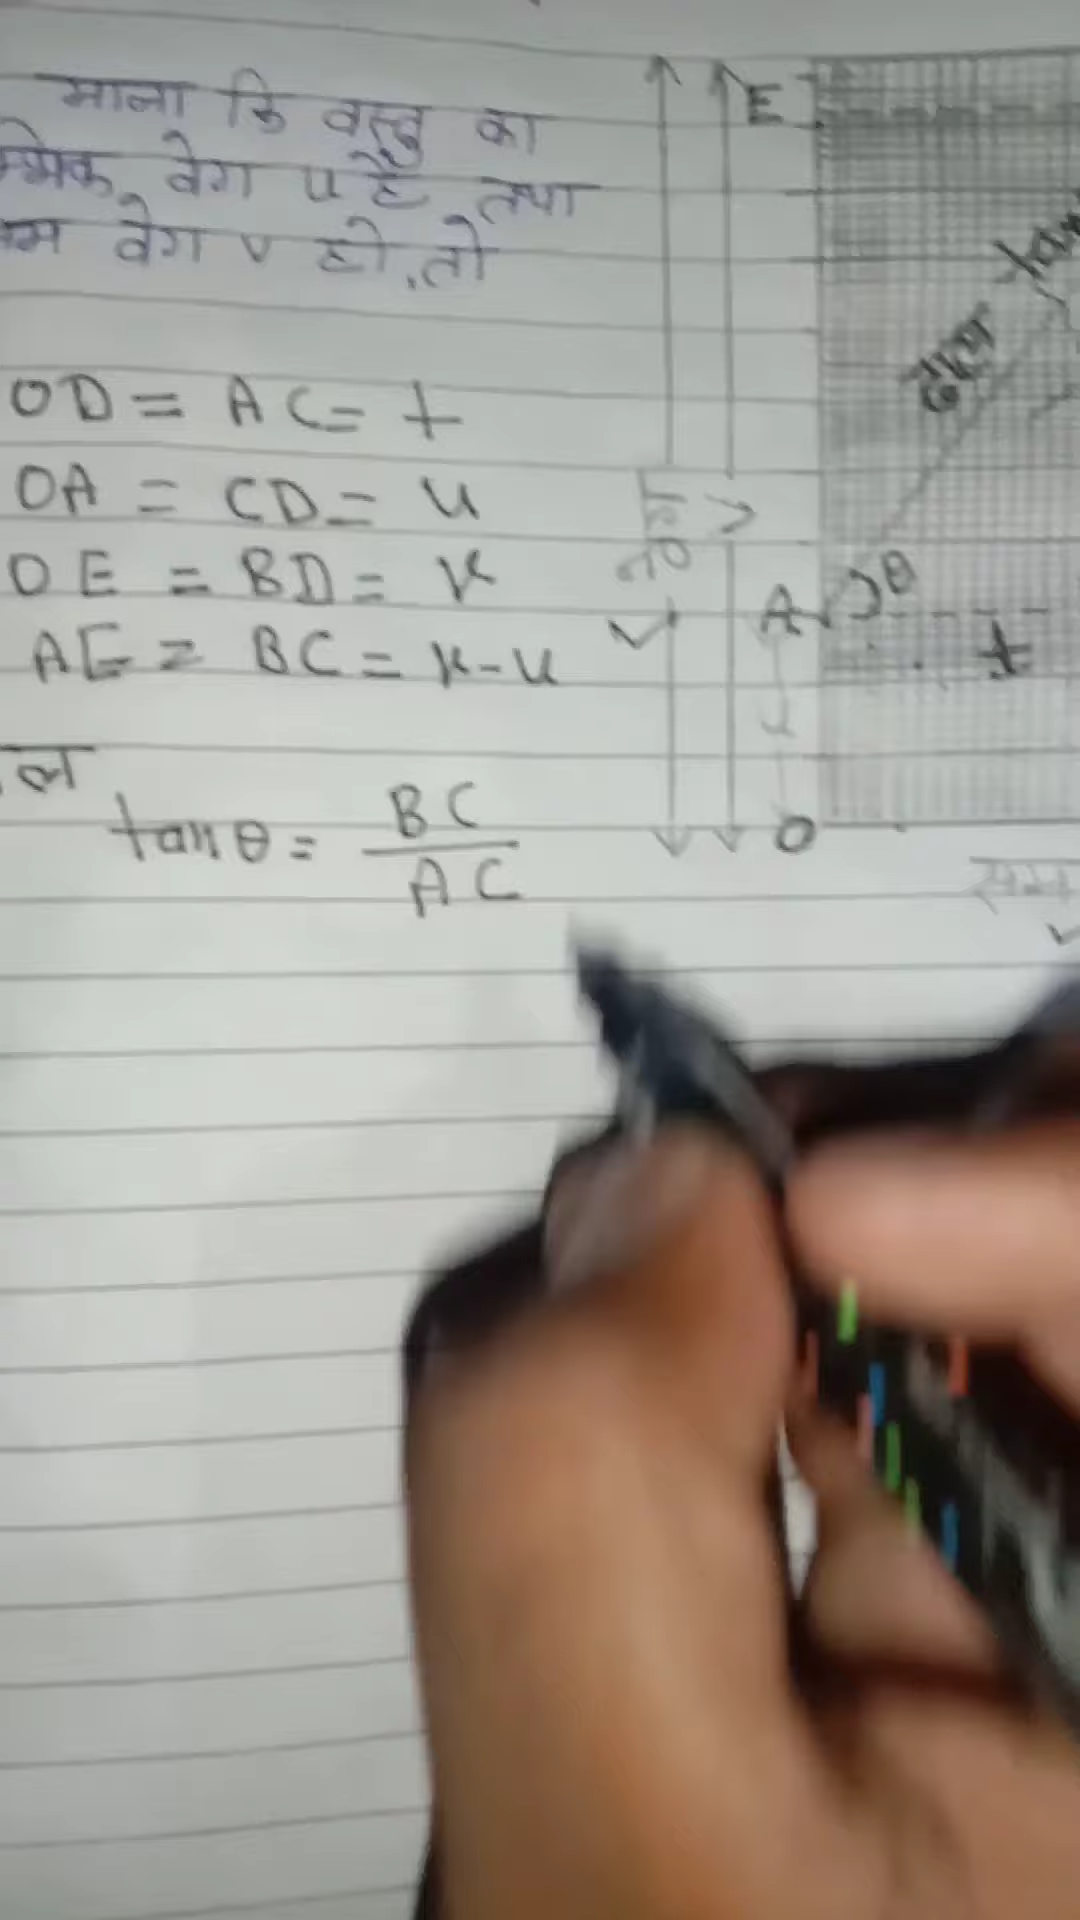 माना कि वस्तु का
म्भिक वेग u है तथा
वेग v हो, तो
OD = AC = t
OA = CD = u
OE = BD = v
AE = BC = v-u
tanθ = BC / AC
E
ढाल
वेग
v
A θ
t
u
O